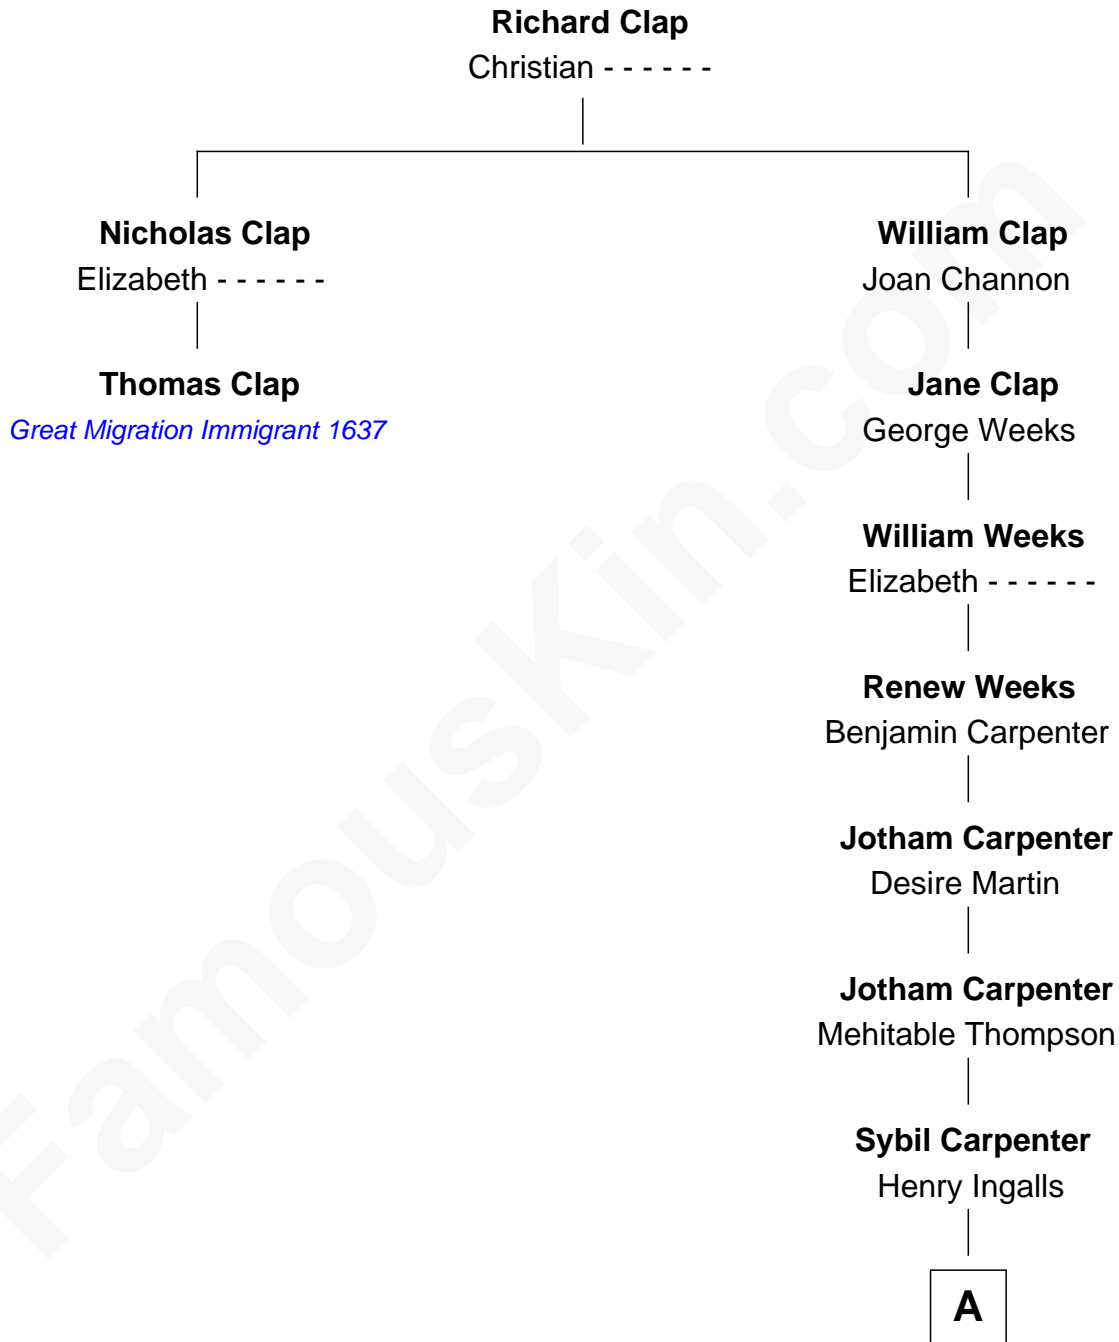 Richard Clap
Christian - - - - - -
Nicholas Clap
Elizabeth - - - - - -
Thomas Clap
Great Migration Immigrant 1637
William Clap
Joan Channon
Jane Clap
George Weeks
William Weeks
Elizabeth - - - - - -
Renew Weeks
Benjamin Carpenter
Jotham Carpenter
Desire Martin
Jotham Carpenter
Mehitable Thompson
Sybil Carpenter
Henry Ingalls
A
FamousKin.com